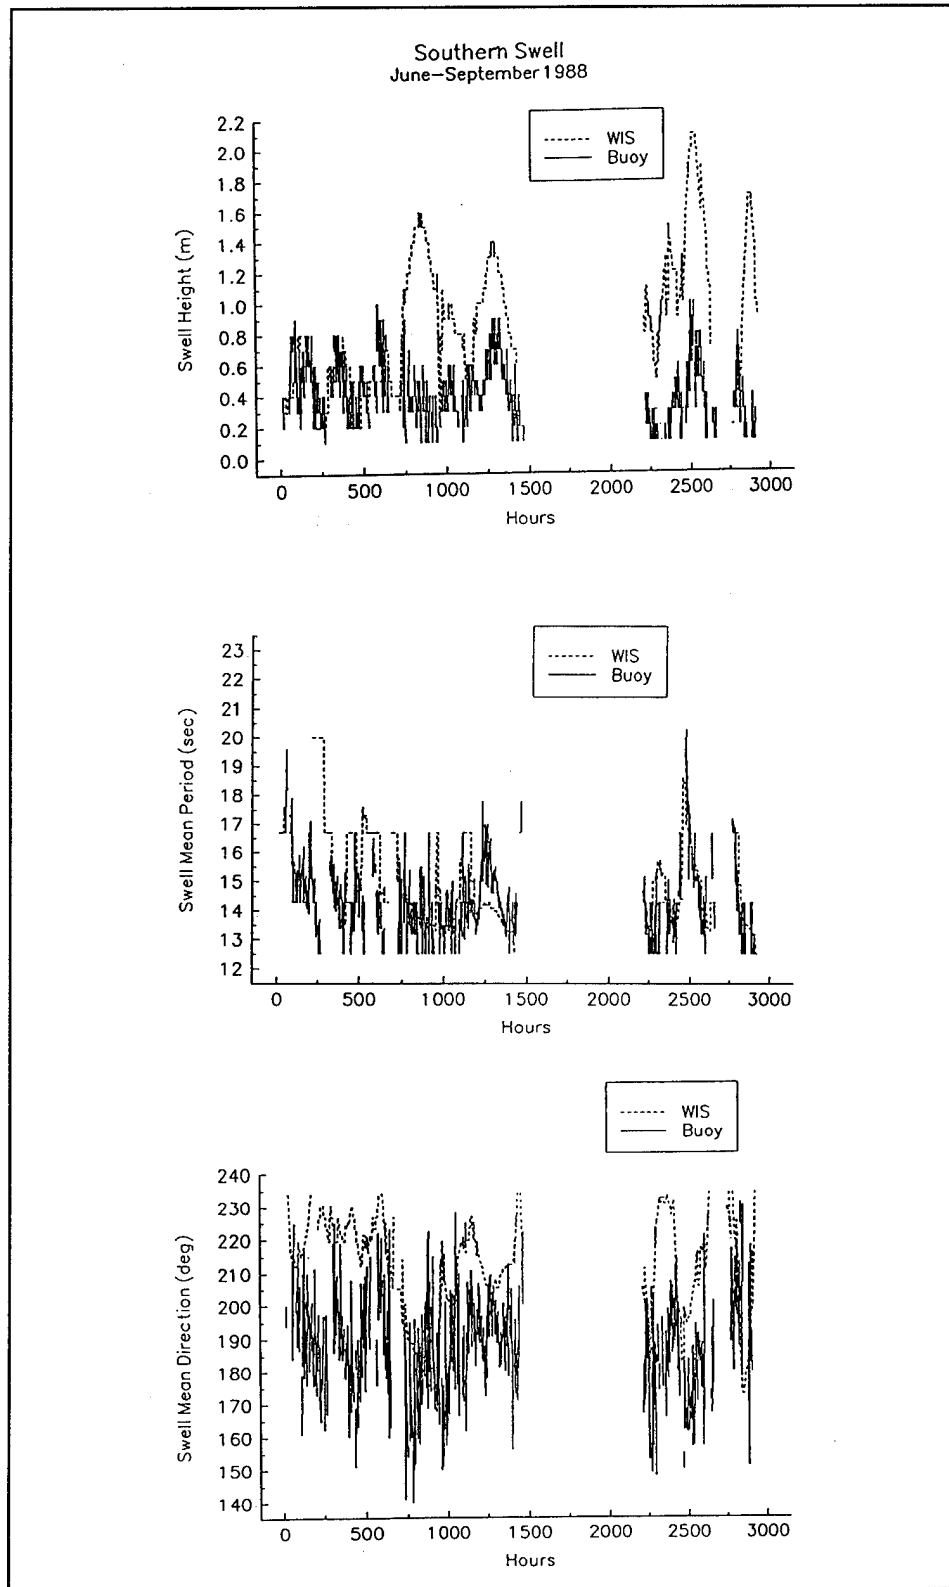 Southern Swell
June-September 1988
WIS
Buoy
Swell Height (m)
2.2
2.0
1.8
1.6
1.4
1.2
1.0
0.8
0.6
0.4
0.2
0.0
0 500 1000 1500 2000 2500 3000
Hours
WIS
Buoy
Swell Mean Period (sec)
23
22
21
20
19
18
17
16
15
14
13
12
0 500 1000 1500 2000 2500 3000
Hours
WIS
Buoy
Swell Mean Direction (deg)
240
230
220
210
200
190
180
170
160
150
140
0 500 1000 1500 2000 2500 3000
Hours